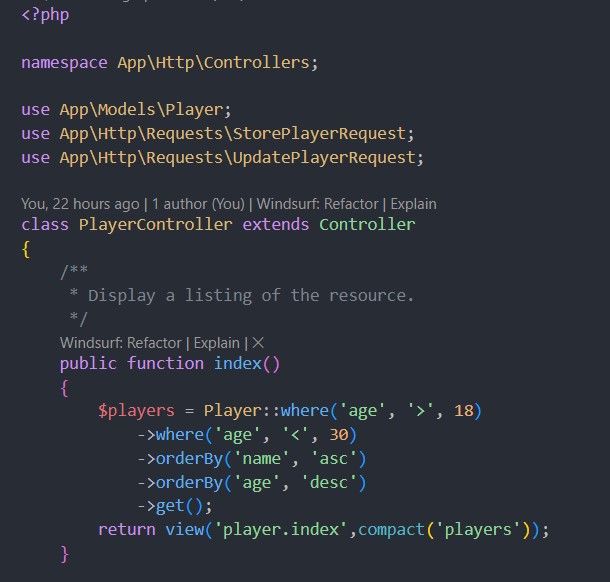 <?php
namespace App\Http\Controllers;
use App\Models\Player;
use App\Http\Requests\StorePlayerRequest;
use App\Http\Requests\UpdatePlayerRequest;
You, 22 hours ago | 1 author (You) | Windsurf: Refactor | Explain
class PlayerController extends Controller
{
    /**
     * Display a listing of the resource.
     */
    Windsurf: Refactor | Explain | ×
    public function index()
    {
        $players = Player::where('age', '>', 18)
            ->where('age', '<', 30)
            ->orderBy('name', 'asc')
            ->orderBy('age', 'desc')
            ->get();
        return view('player.index',compact('players'));
    }